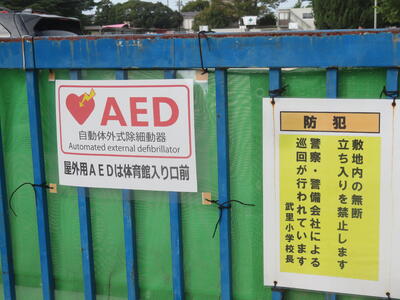 AED
自動体外式除細動器
Automated external defibrillator
屋外用AEDは体育館入り口前
防犯
敷地内の無断
立ち入りを禁止します
警察・警備会社による
巡回が行われています
武里小学校長